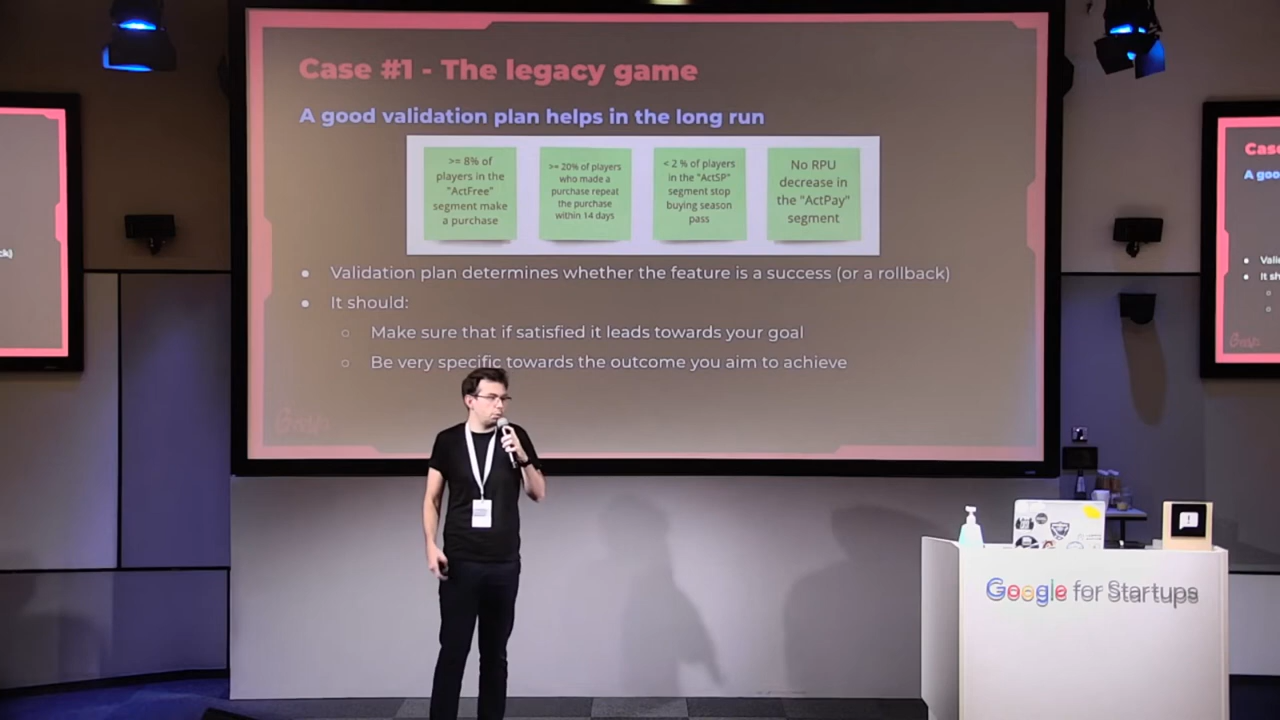 Case #1 - The legacy game
A good validation plan helps in the long run
>= 8% of
players in the
"ActFree"
segment make
a purchase
>= 20% of players
who made a
purchase repeat
the purchase
within 14 days
< 2 % of players
in the "ActSP"
segment stop
buying season
pass
No RPU
decrease in
the "ActPay"
segment
Validation plan determines whether the feature is a success (or a rollback)
It should:
Make sure that if satisfied it leads towards your goal
Be very specific towards the outcome you aim to achieve
Case
A goo
Vali
It sh
Google for Startups